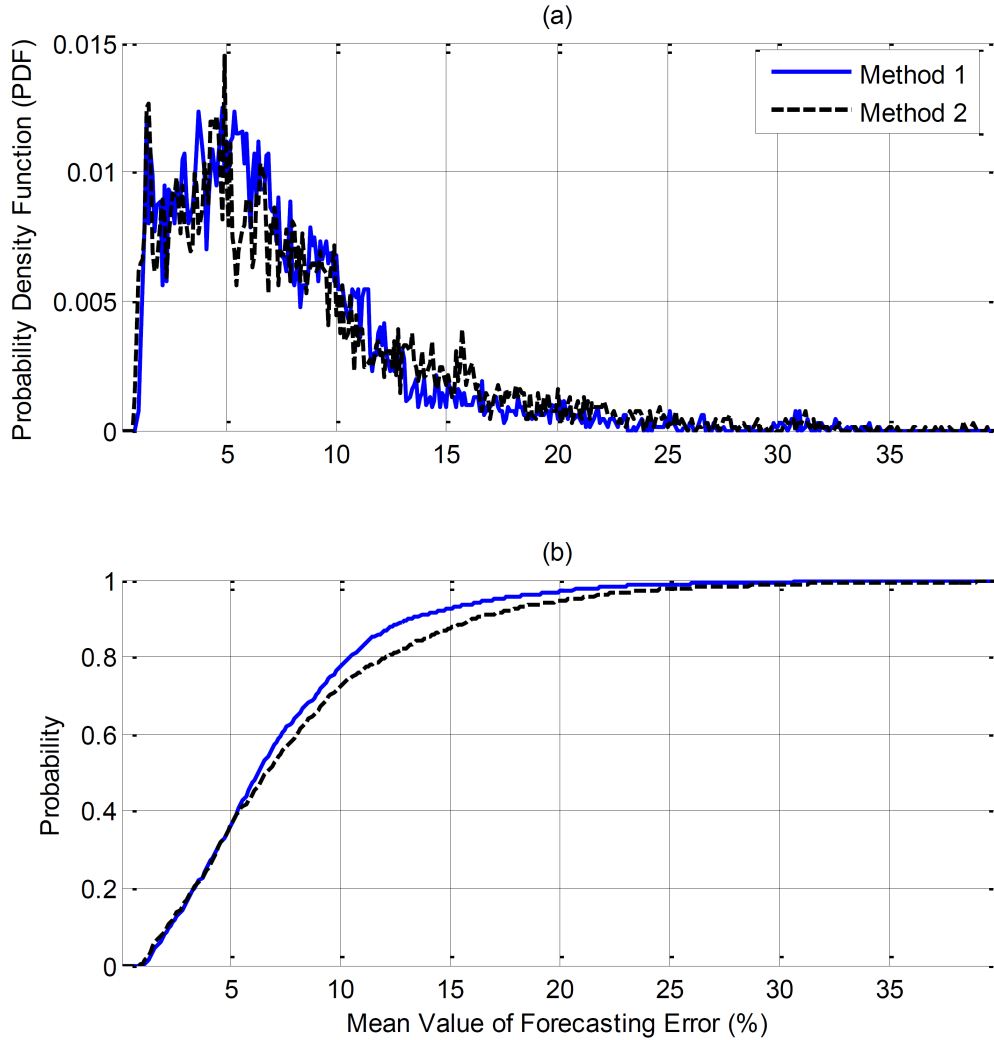 (a)
Probability Density Function (PDF)
0.015
0.01
0.005
0
5 10 15 20 25 30 35
Method 1
Method 2
(b)
Probability
1
0.8
0.6
0.4
0.2
0
5 10 15 20 25 30 35
Mean Value of Forecasting Error (%)